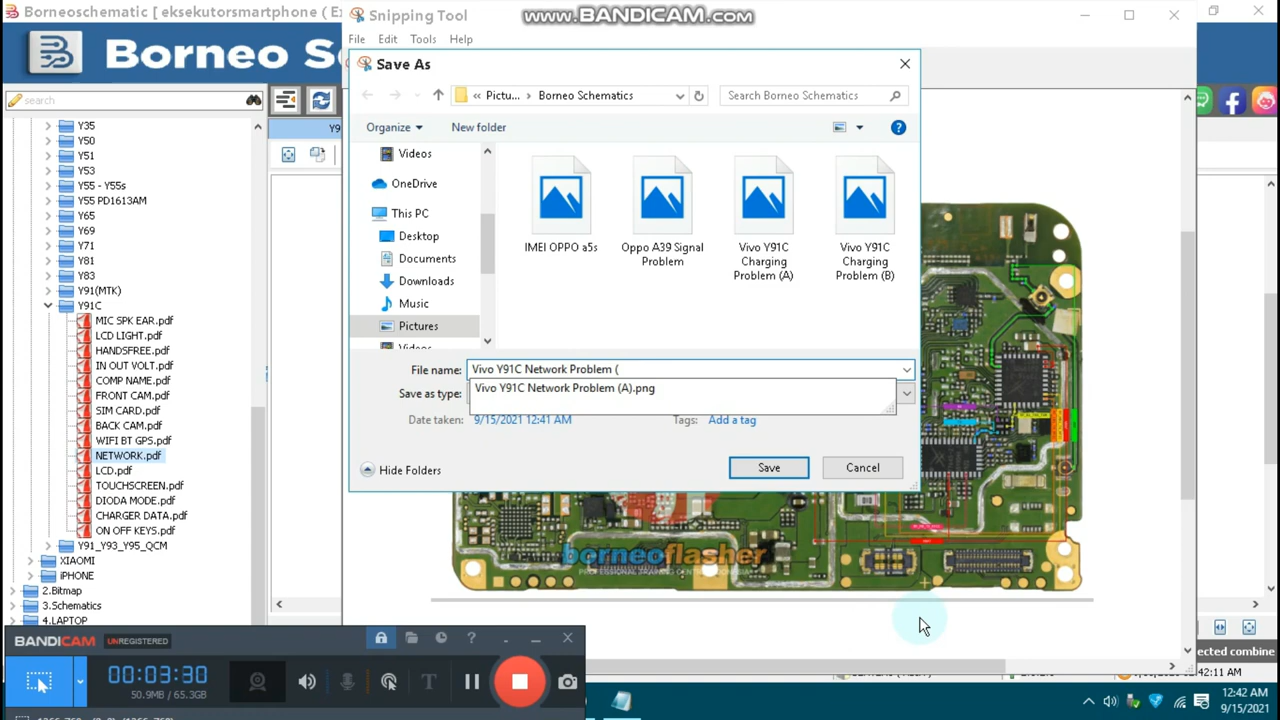 Borneoschematic [ eksekutorsmartphone ( Ex
Snipping Tool
www.BANDICAM.com
File Edit Tools Help
Borneo S
Save As
search
« Pictu... > Borneo Schematics
Search Borneo Schematics
Organize
New folder
Y9
Videos
OneDrive
This PC
Desktop
Documents
Downloads
Music
Pictures
IMEI OPPO a5s
Oppo A39 Signal Problem
Vivo Y91C Charging Problem (A)
Vivo Y91C Charging Problem (B)
File name: Vivo Y91C Network Problem (
Vivo Y91C Network Problem (A).png
Save as type:
Date taken: 9/15/2021 12:41 AM
Tags: Add a tag
Hide Folders
Save
Cancel
Y35
Y50
Y51
Y53
Y55 - Y55s
Y55 PD1613AM
Y65
Y69
Y71
Y81
Y83
Y91(MTK)
Y91C
MIC SPK EAR.pdf
LCD LIGHT.pdf
HANDSFREE.pdf
IN OUT VOLT.pdf
COMP NAME.pdf
FRONT CAM.pdf
SIM CARD.pdf
BACK CAM.pdf
WIFI BT GPS.pdf
NETWORK.pdf
LCD.pdf
TOUCHSCREEN.pdf
DIODA MODE.pdf
CHARGER DATA.pdf
ON OFF KEYS.pdf
Y91_Y93_Y95_QCM
XIAOMI
iPHONE
2.Bitmap
3.Schematics
4.LAPTOP
borneoflasher
BANDICAM UNREGISTERED
00:03:30
50.9MB / 65.3GB
ected combine
12:42 AM
9/15/2021